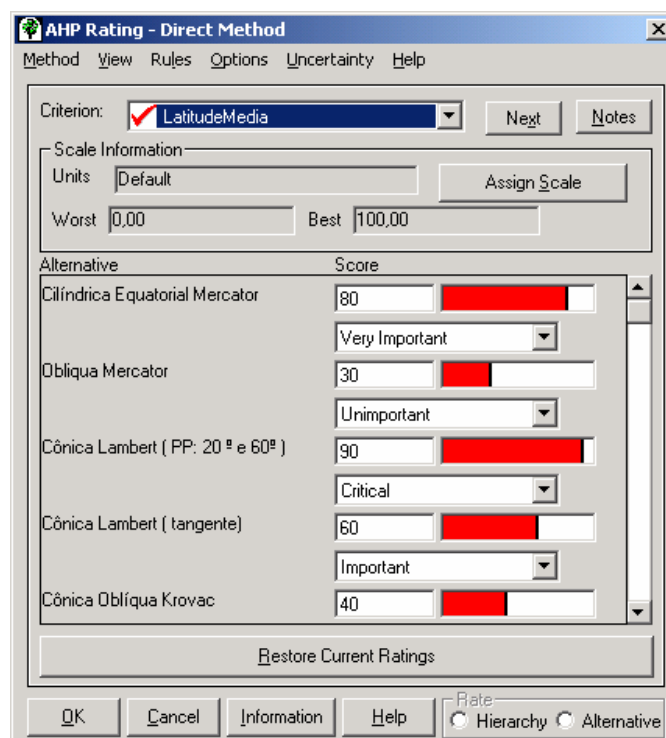 AHP Rating - Direct Method
Method View Rules Options Uncertainty Help
Criterion: LatitudeMedia Next Notes
Scale Information
Units Default Assign Scale
Worst 0,00 Best 100,00
Alternative Score
Cilíndrica Equatorial Mercator 80
Very Important
Obliqua Mercator 30
Unimportant
Cônica Lambert ( PP: 20 º e 60º ) 90
Critical
Cônica Lambert ( tangente) 60
Important
Cônica Oblíqua Krovac 40
Restore Current Ratings
Rate
OK Cancel Information Help Hierarchy Alternative